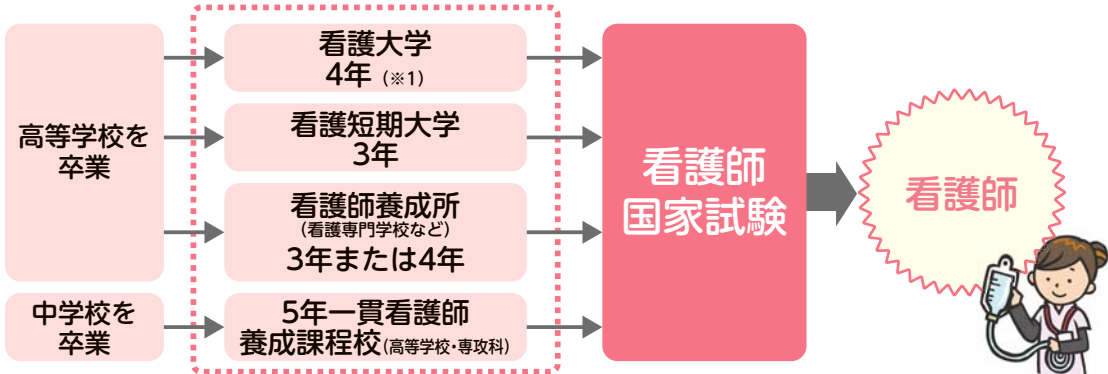 高等学校を
卒業
中学校を
卒業
看護大学
4年 (※1)
看護短期大学
3年
看護師養成所
(看護専門学校など)
3年または4年
5年一貫看護師
養成課程校(高等学校・専攻科)
看護師
国家試験
看護師